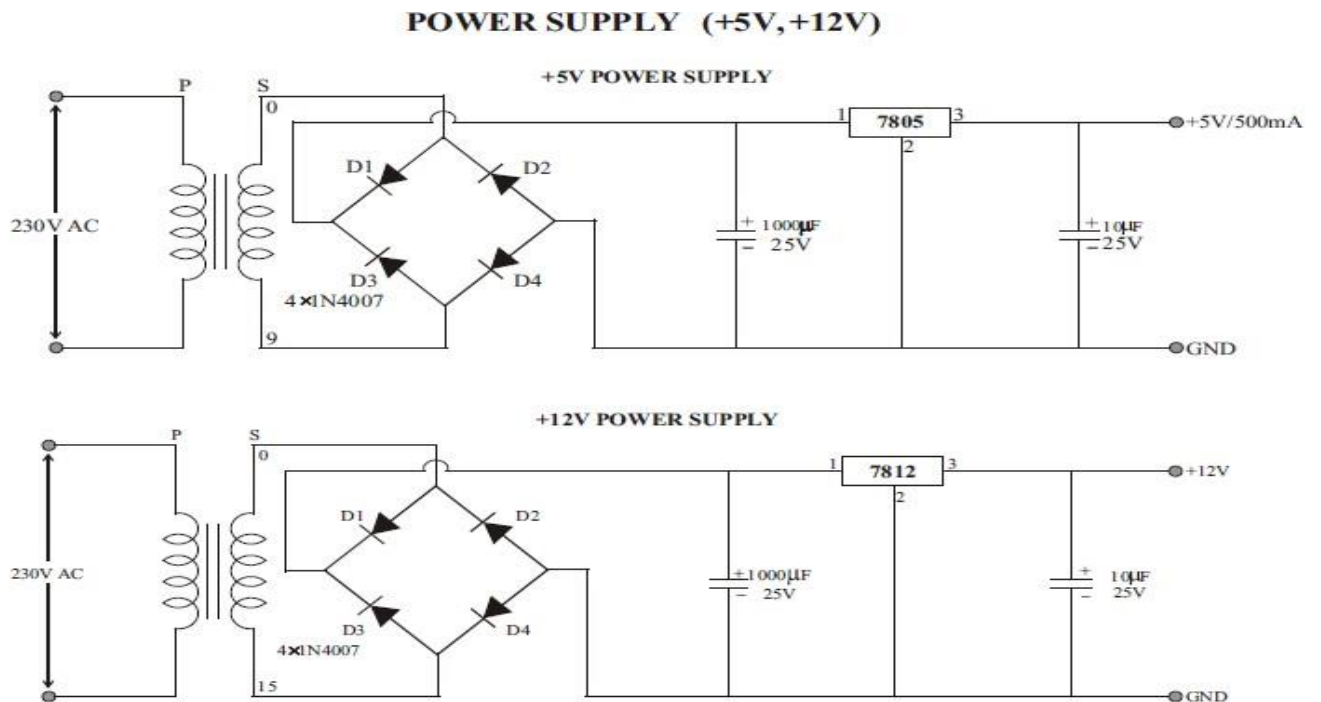 POWER SUPPLY (+5V, +12V)
+5V POWER SUPPLY
P S
0
1 7805 3
+5V/500mA
2
D1 D2
230V AC
+ 1000µF
– 25V
+ 10µF
– 25V
D3 D4
4×1N4007
9
GND
+12V POWER SUPPLY
P S
0
1 7812 3
+12V
2
D1 D2
230V AC
+1000µF
– 25V
+ 10µF
– 25V
D3 D4
4×1N4007
15
GND